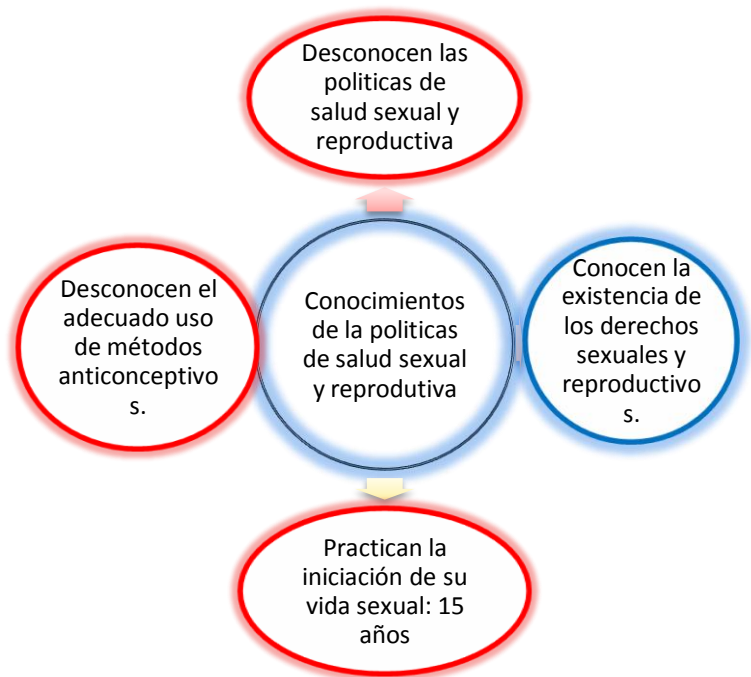 Desconocen las
politicas de
salud sexual y
reproductiva
Desconocen el
adecuado uso
de métodos
anticonceptivo
s.
Conocimientos
de la politicas
de salud sexual
y reprodutiva
Conocen la
existencia de
los derechos
sexuales y
reproductivo
s.
Practican la
iniciación de su
vida sexual: 15
años